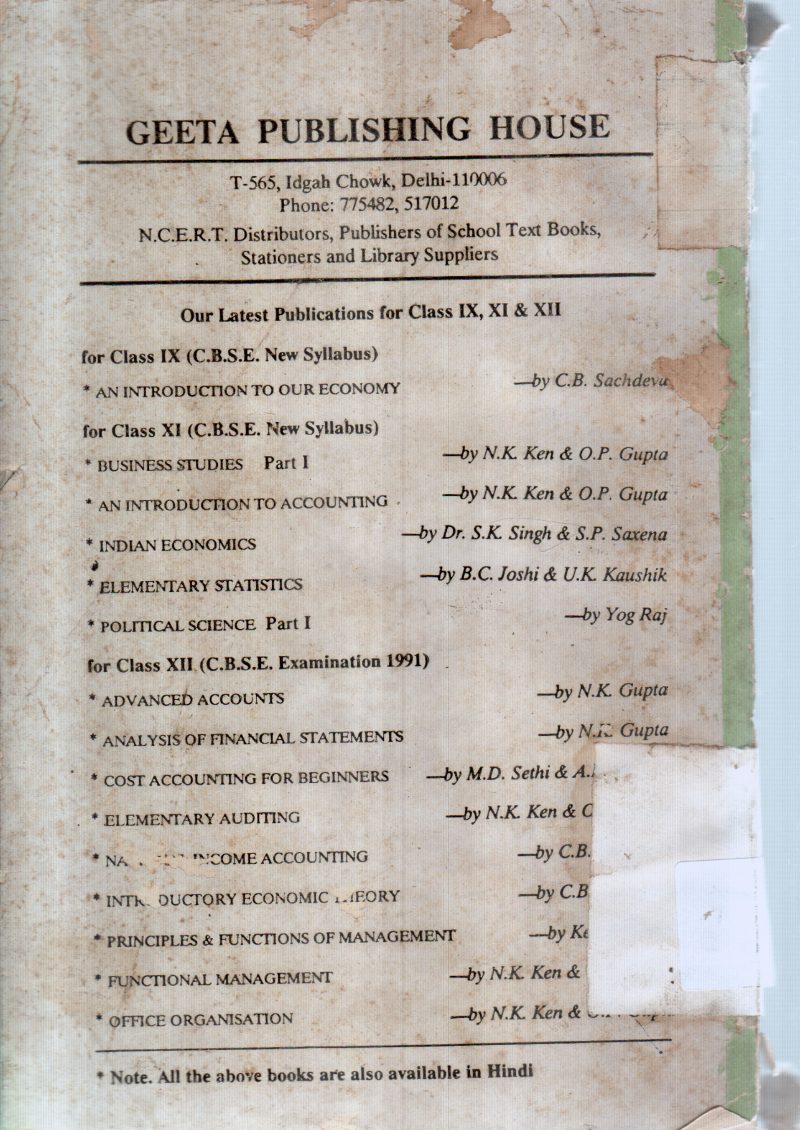 GEETA PUBLISHING HOUSE
T-565, Idgah Chowk, Delhi-110006
Phone: 775482, 517012
N.C.E.R.T. Distributors, Publishers of School Text Books,
Stationers and Library Suppliers
Our Latest Publications for Class IX, XI & XII
for Class IX (C.B.S.E. New Syllabus)
* AN INTRODUCTION TO OUR ECONOMY —by C.B. Sachdeva
for Class XI (C.B.S.E. New Syllabus)
* BUSINESS STUDIES Part I —by N.K. Ken & O.P. Gupta
* AN INTRODUCTION TO ACCOUNTING —by N.K. Ken & O.P. Gupta
* INDIAN ECONOMICS —by Dr. S.K. Singh & S.P. Saxena
* ELEMENTARY STATISTICS —by B.C. Joshi & U.K. Kaushik
* POLITICAL SCIENCE Part I —by Yog Raj
for Class XII (C.B.S.E. Examination 1991)
* ADVANCED ACCOUNTS —by N.K. Gupta
* ANALYSIS OF FINANCIAL STATEMENTS —by N.K. Gupta
* COST ACCOUNTING FOR BEGINNERS —by M.D. Sethi &
* ELEMENTARY AUDITING —by N.K. Ken &
* INCOME ACCOUNTING —by C.B.
* INTRODUCTORY ECONOMIC THEORY —by C.B
* PRINCIPLES & FUNCTIONS OF MANAGEMENT —by
* FUNCTIONAL MANAGEMENT —by N.K. Ken &
* OFFICE ORGANISATION —by N.K. Ken &
* Note. All the above books are also available in Hindi